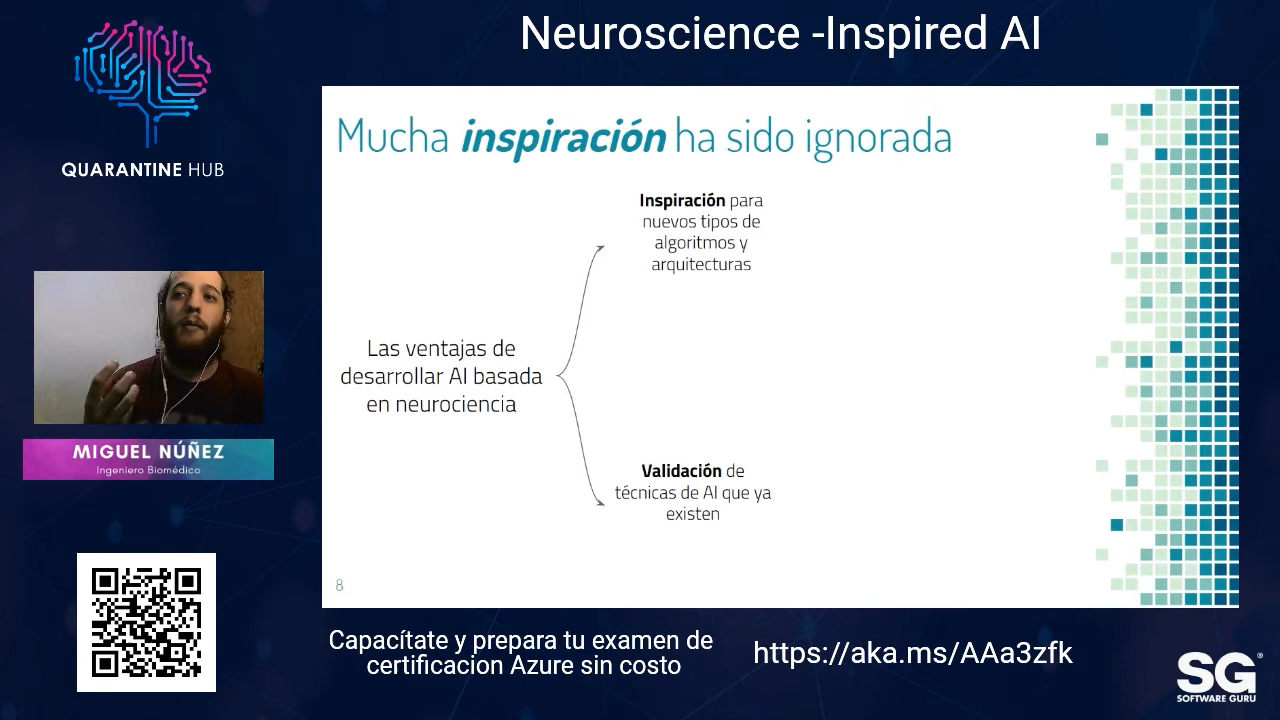 Neuroscience -Inspired AI
QUARANTINE HUB
Mucha inspiración ha sido ignorada
Inspiración para
nuevos tipos de
algoritmos y
arquitecturas
Las ventajas de
desarrollar AI basada
en neurociencia
Validación de
técnicas de AI que ya
existen
8
MIGUEL NÚÑEZ
Ingeniero Biomédico
Capacítate y prepara tu examen de
certificacion Azure sin costo
https://aka.ms/AAa3zfk
SG®
SOFTWARE GURU